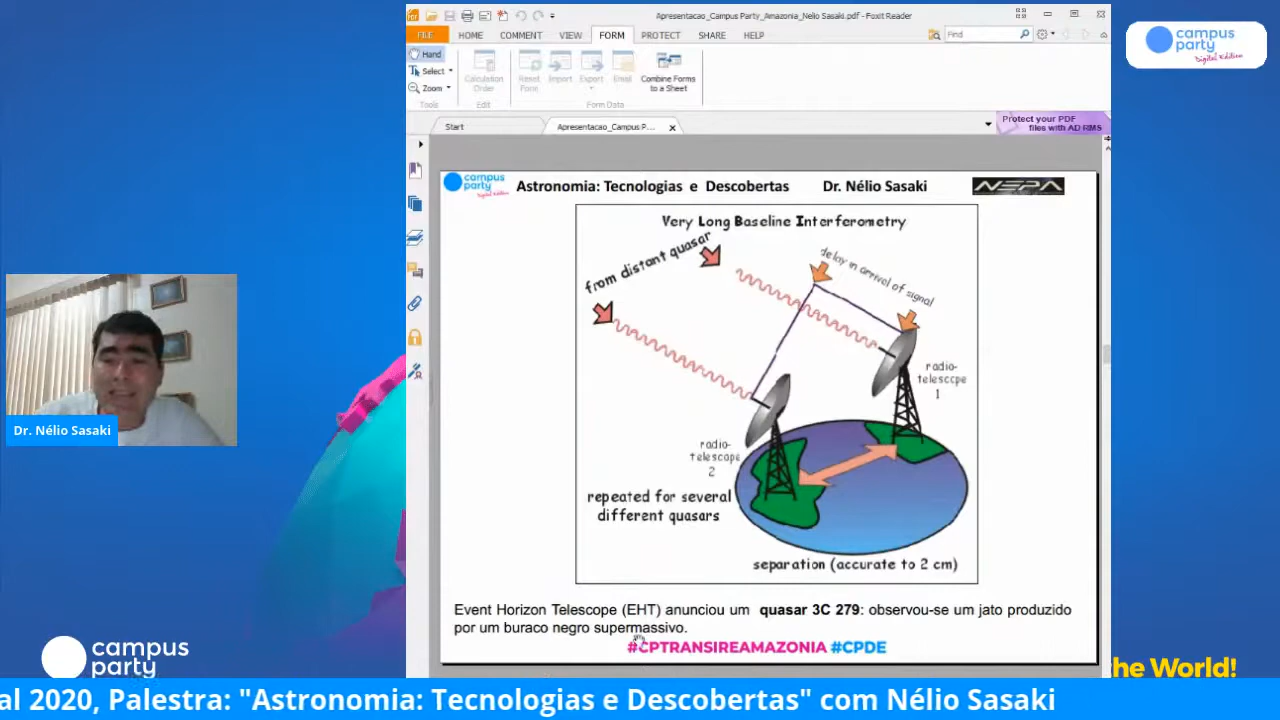 Apresentacao_Campus Party_Amazonia_Nelio Sasaki.pdf - Foxit Reader
FILE HOME COMMENT VIEW FORM PROTECT SHARE HELP
Find
Hand
Select
Zoom
Tools
Calculation Order
Edit
Reset Form
Import
Export
Email
Combine Forms to a Sheet
Form Data
Start
Apresentacao_Campus P...
Protect your PDF files with AD RMS
campus party
Digital Edition
campus party
Digital Edition
Astronomia: Tecnologias e Descobertas
Dr. Nélio Sasaki
NEPA
Very Long Baseline Interferometry
from distant quasar
delay in arrival of signal
radio-
telescope
1
radio-
telescope
2
repeated for several
different quasars
separation (accurate to 2 cm)
Event Horizon Telescope (EHT) anunciou um quasar 3C 279: observou-se um jato produzido
por um buraco negro supermassivo.
#CPTRANSIREAMAZONIA #CPDE
Dr. Nélio Sasaki
campus
party
the World!
al 2020, Palestra: "Astronomia: Tecnologias e Descobertas" com Nélio Sasaki